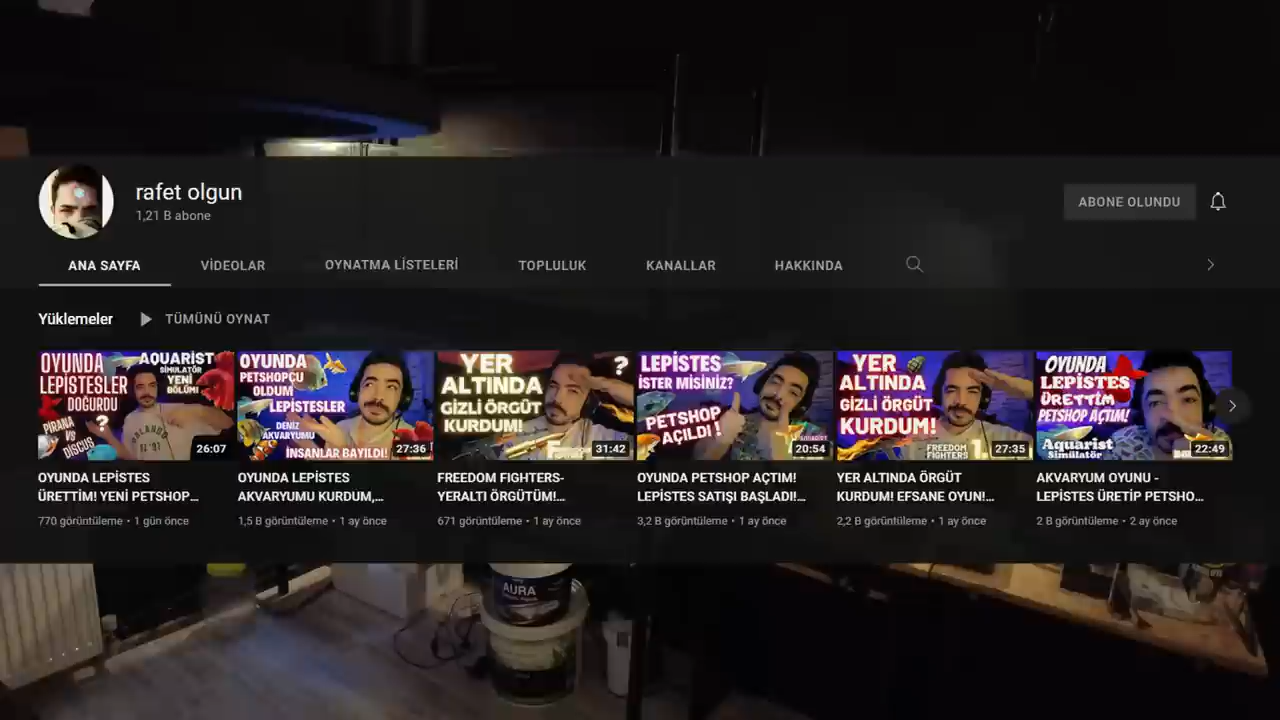 rafet olgun
1,21 B abone
ABONE OLUNDU
ANA SAYFA
VİDEOLAR
OYNATMA LİSTELERİ
TOPLULUK
KANALLAR
HAKKINDA
Yüklemeler
TÜMÜNÜ OYNAT
OYUNDA
LEPİSTESLER
DOĞURDU
PİRANA
VS
DISCUS
?
AQUARİST
SİMULATÖR
YENİ
BÖLÜM!
26:07
OYUNDA
PETSHOPÇU
OLDUM
LEPİSTESLER
DENİZ
AKVARYUMU
İNSANLAR BAYILDI!
27:36
YER
ALTINDA
GİZLİ ÖRGÜT
KURDUM!
?
31:42
LEPİSTES
İSTER MİSİNİZ?
PETSHOP
AÇILDI !
20:54
YER
ALTINDA
GİZLİ ÖRGÜT
KURDUM!
FREEDOM
FIGHTERS
1.
27:35
OYUNDA
LEPİSTES
ÜRETTİM
PETSHOP AÇTIM!
Aquarist
Simülatör
22:49
OYUNDA LEPİSTES
ÜRETTİM! YENİ PETSHOP...
770 görüntüleme • 1 gün önce
OYUNDA LEPİSTES
AKVARYUMU KURDUM,...
1,5 B görüntüleme • 1 ay önce
FREEDOM FIGHTERS-
YERALTI ÖRGÜTÜM!...
671 görüntüleme • 1 ay önce
OYUNDA PETSHOP AÇTIM!
LEPİSTES SATIŞI BAŞLADI!...
3,2 B görüntüleme • 1 ay önce
YER ALTINDA ÖRGÜT
KURDUM! EFSANE OYUN!...
2,2 B görüntüleme • 1 ay önce
AKVARYUM OYUNU -
LEPİSTES ÜRETİP PETSHO...
2 B görüntüleme • 2 ay önce
AURA